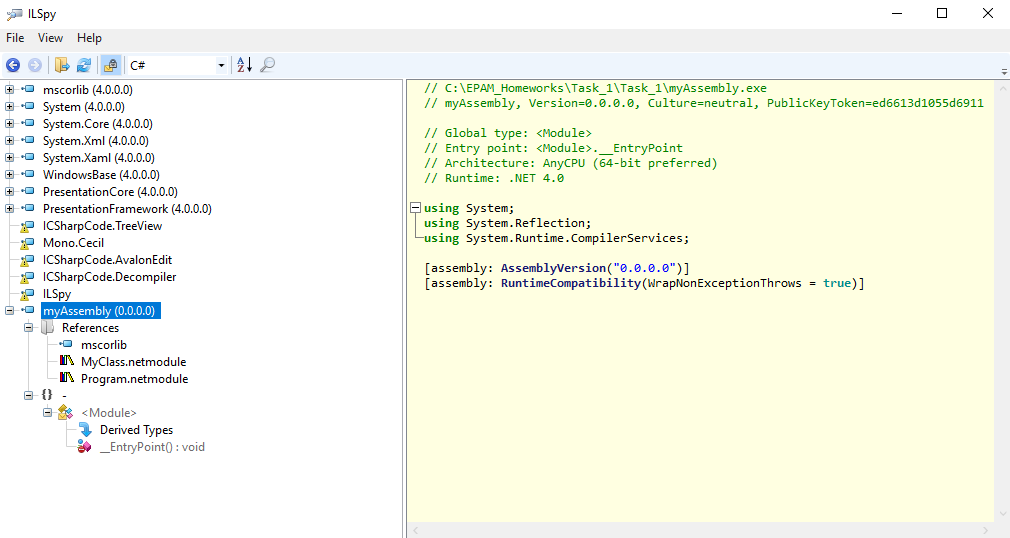 ILSpy
File View Help
C#
mscorlib (4.0.0.0)
System (4.0.0.0)
System.Core (4.0.0.0)
System.Xml (4.0.0.0)
System.Xaml (4.0.0.0)
WindowsBase (4.0.0.0)
PresentationCore (4.0.0.0)
PresentationFramework (4.0.0.0)
ICSharpCode.TreeView
Mono.Cecil
ICSharpCode.AvalonEdit
ICSharpCode.Decompiler
ILSpy
myAssembly (0.0.0.0)
References
mscorlib
MyClass.netmodule
Program.netmodule
{} -
<Module>
Derived Types
__EntryPoint() : void
// C:\EPAM_Homeworks\Task_1\Task_1\myAssembly.exe
// myAssembly, Version=0.0.0.0, Culture=neutral, PublicKeyToken=ed6613d1055d6911
// Global type: <Module>
// Entry point: <Module>.__EntryPoint
// Architecture: AnyCPU (64-bit preferred)
// Runtime: .NET 4.0
using System;
using System.Reflection;
using System.Runtime.CompilerServices;
[assembly: AssemblyVersion("0.0.0.0")]
[assembly: RuntimeCompatibility(WrapNonExceptionThrows = true)]